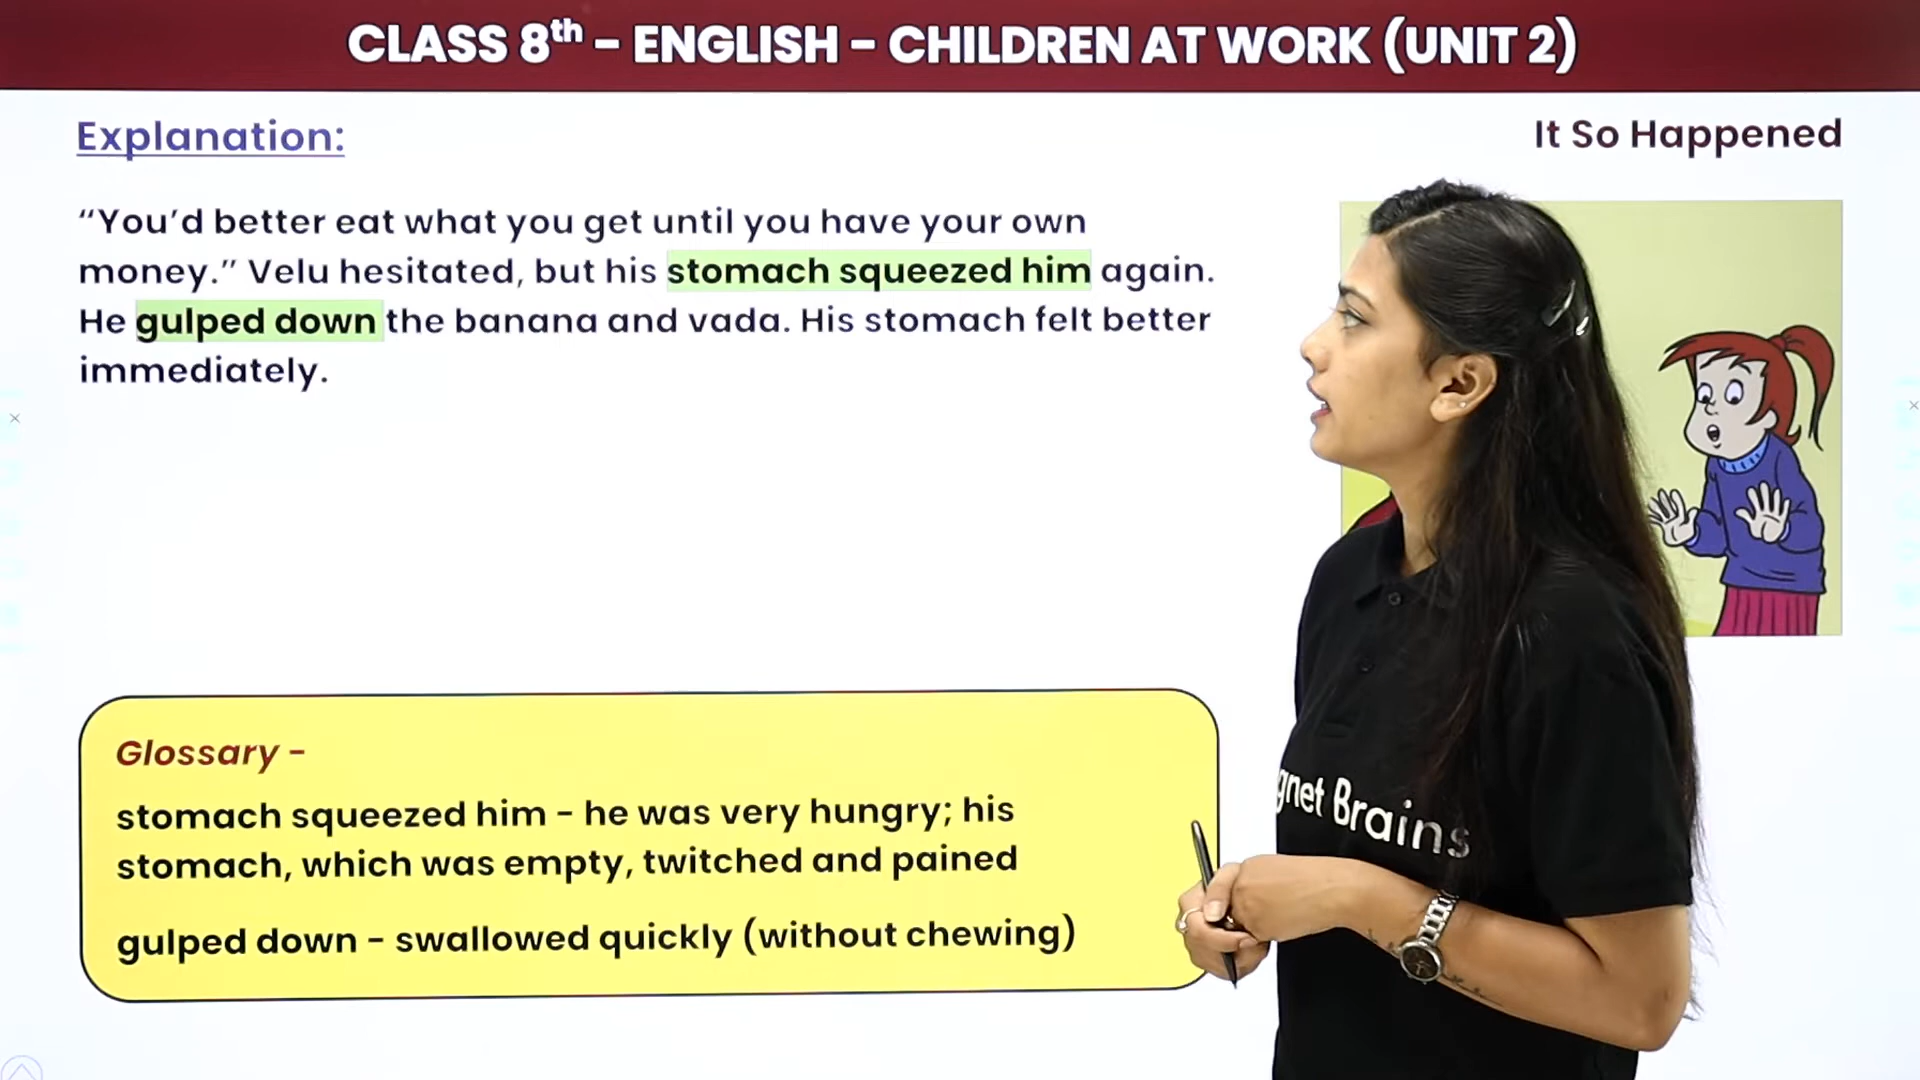 CLASS 8th – ENGLISH – CHILDREN AT WORK (UNIT 2)
Explanation:
It So Happened
“You’d better eat what you get until you have your own
money.” Velu hesitated, but his stomach squeezed him again.
He gulped down the banana and vada. His stomach felt better
immediately.
Glossary –
stomach squeezed him – he was very hungry; his
stomach, which was empty, twitched and pained
gulped down – swallowed quickly (without chewing)
gnet Brains